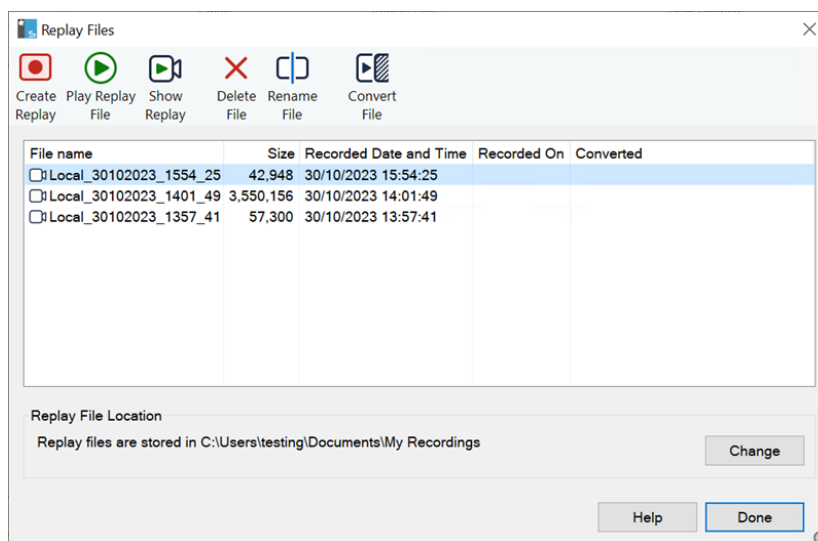 Replay Files
Create Replay
Play Replay File
Show Replay
Delete File
Rename File
Convert File
File name Size Recorded Date and Time Recorded On Converted
Local_30102023_1554_25 42,948 30/10/2023 15:54:25
Local_30102023_1401_49 3,550,156 30/10/2023 14:01:49
Local_30102023_1357_41 57,300 30/10/2023 13:57:41
Replay File Location
Replay files are stored in C:\Users\testing\Documents\My Recordings
Change
Help
Done